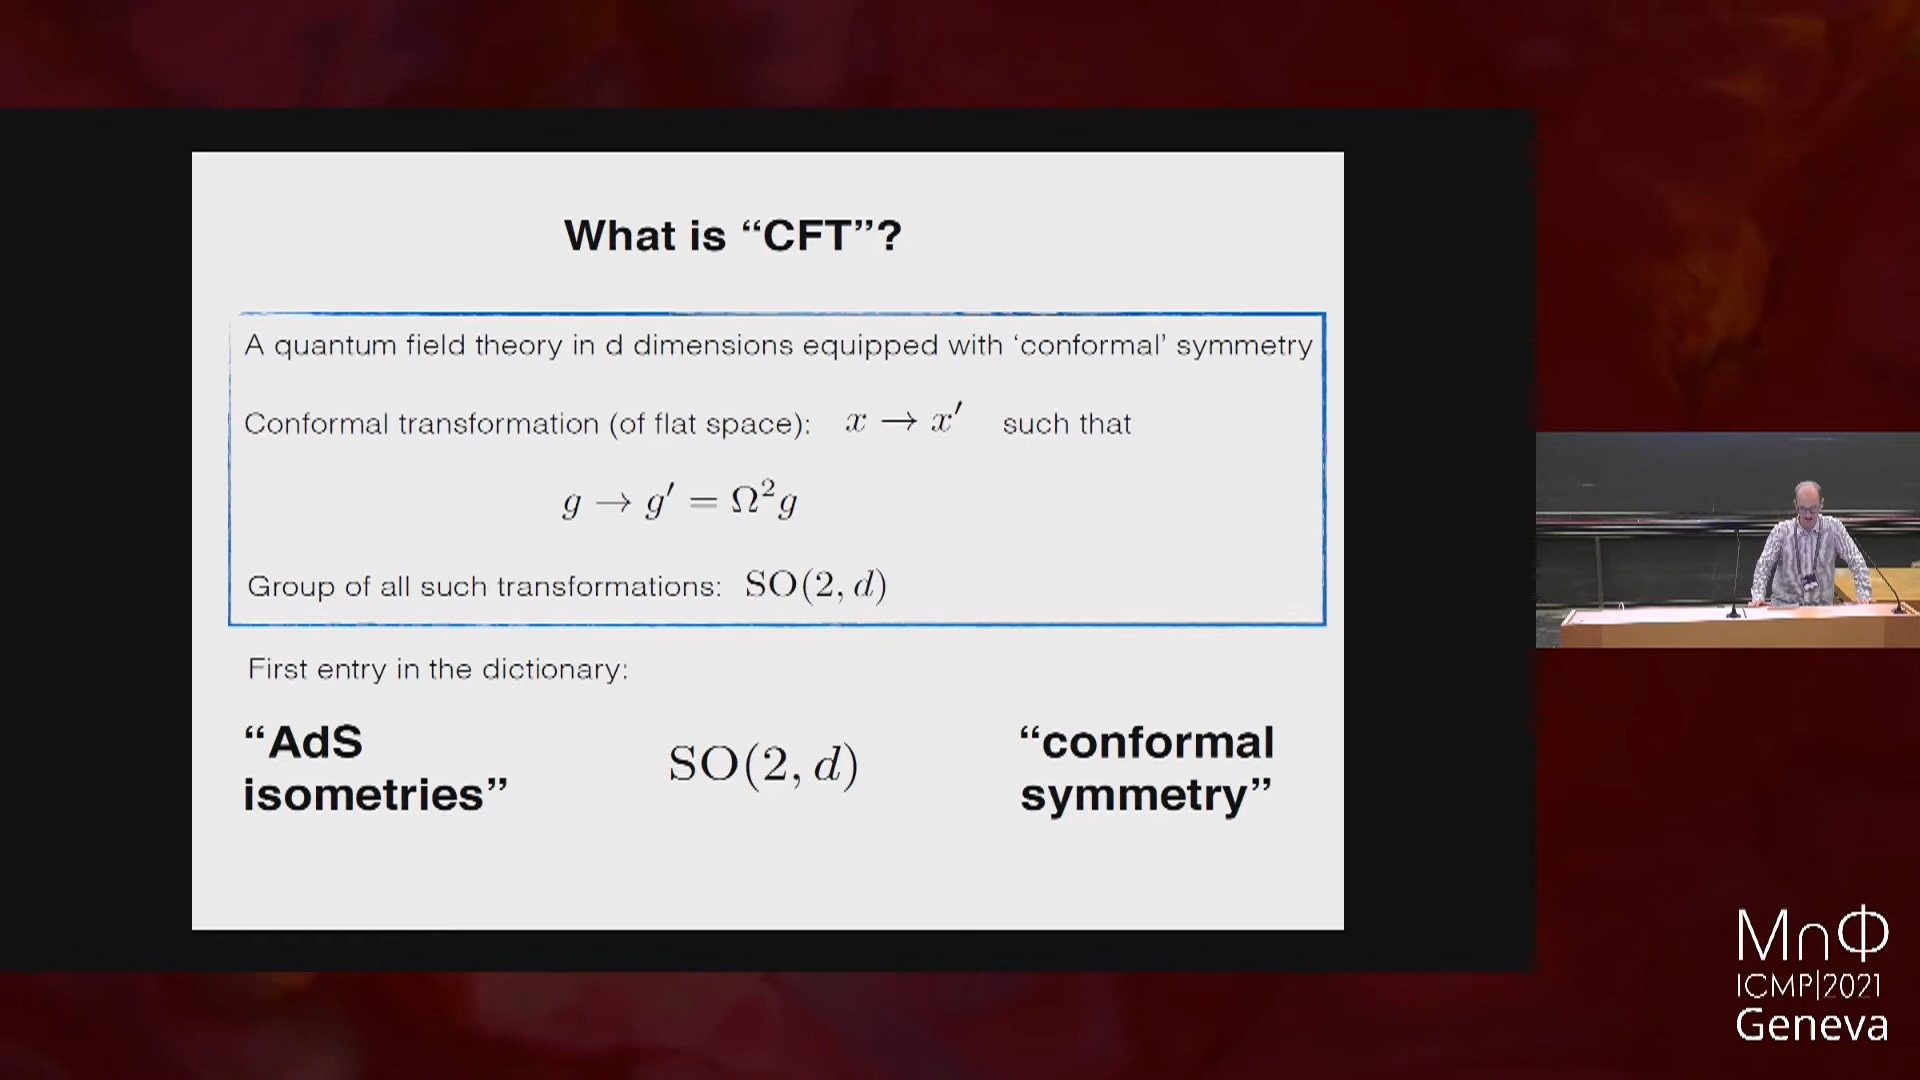 What is “CFT”?
A quantum field theory in d dimensions equipped with ‘conformal’ symmetry
Conformal transformation (of flat space): x → x′ such that
g → g′ = Ω²g
Group of all such transformations: SO(2, d)
First entry in the dictionary:
“AdS isometries”
SO(2, d)
“conformal symmetry”
M∩Φ
ICMP|2021
Geneva